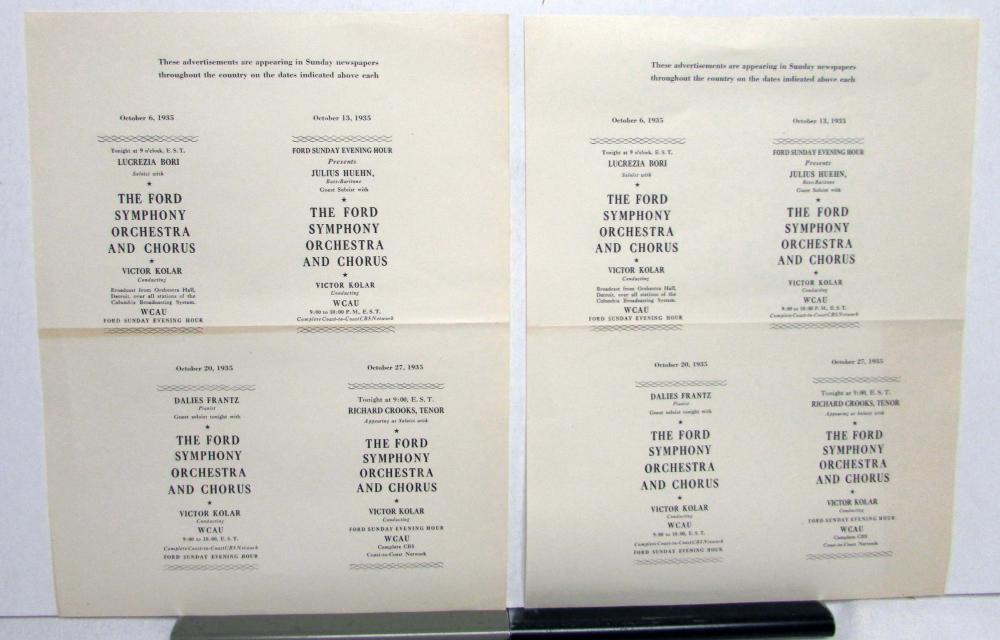 These advertisements are appearing in Sunday newspapers
throughout the country on the dates indicated above each
October 6, 1935
Tonight at 9 o'clock, E. S. T.
LUCREZIA BORI
Soloist with
★
THE FORD
SYMPHONY
ORCHESTRA
AND CHORUS
★
VICTOR KOLAR
Conducting
Broadcast from Orchestra Hall,
Detroit, over all stations of the
Columbia Broadcasting System.
WCAU
FORD SUNDAY EVENING HOUR
October 13, 1935
FORD SUNDAY EVENING HOUR
Presents
JULIUS HUEHN,
Bass-Baritone
Guest Soloist with
★
THE FORD
SYMPHONY
ORCHESTRA
AND CHORUS
★
VICTOR KOLAR
Conducting
WCAU
9:00 to 10:00 P. M., E. S. T.
Complete Coast-to-Coast CBS Network
October 20, 1935
DALIES FRANTZ
Pianist
Guest soloist tonight with
★
THE FORD
SYMPHONY
ORCHESTRA
AND CHORUS
★
VICTOR KOLAR
Conducting
WCAU
9:00 to 10:00, E. S. T.
Complete Coast-to-Coast CBS Network
FORD SUNDAY EVENING HOUR
October 27, 1935
Tonight at 9:00, E. S. T.
RICHARD CROOKS, TENOR
Appearing as Soloist with
★
THE FORD
SYMPHONY
ORCHESTRA
AND CHORUS
★
VICTOR KOLAR
Conducting
FORD SUNDAY EVENING HOUR
WCAU
Complete CBS
Coast-to-Coast Network
These advertisements are appearing in Sunday newspapers
throughout the country on the dates indicated above each
October 6, 1935
Tonight at 9 o'clock, E. S. T.
LUCREZIA BORI
Soloist with
★
THE FORD
SYMPHONY
ORCHESTRA
AND CHORUS
★
VICTOR KOLAR
Conducting
Broadcast from Orchestra Hall,
Detroit, over all stations of the
Columbia Broadcasting System.
WCAU
FORD SUNDAY EVENING HOUR
October 13, 1935
FORD SUNDAY EVENING HOUR
Presents
JULIUS HUEHN,
Bass-Baritone
Guest Soloist with
★
THE FORD
SYMPHONY
ORCHESTRA
AND CHORUS
★
VICTOR KOLAR
Conducting
WCAU
9:00 to 10:00 P. M., E. S. T.
Complete Coast-to-Coast CBS Network
October 20, 1935
DALIES FRANTZ
Pianist
Guest soloist tonight with
★
THE FORD
SYMPHONY
ORCHESTRA
AND CHORUS
★
VICTOR KOLAR
Conducting
WCAU
9:00 to 10:00, E. S. T.
Complete Coast-to-Coast CBS Network
FORD SUNDAY EVENING HOUR
October 27, 1935
Tonight at 9:00, E. S. T.
RICHARD CROOKS, TENOR
Appearing as Soloist with
★
THE FORD
SYMPHONY
ORCHESTRA
AND CHORUS
★
VICTOR KOLAR
Conducting
FORD SUNDAY EVENING HOUR
WCAU
Complete CBS
Coast-to-Coast Network